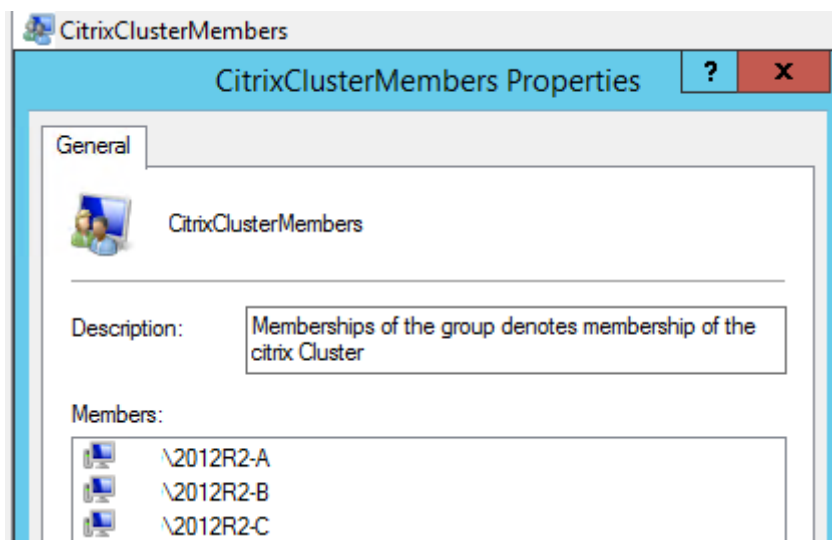 CitrixClusterMembers
CitrixClusterMembers Properties
?
x
General
CitrixClusterMembers
Description:
Memberships of the group denotes membership of the
citrix Cluster
Members:
\2012R2-A
\2012R2-B
\2012R2-C